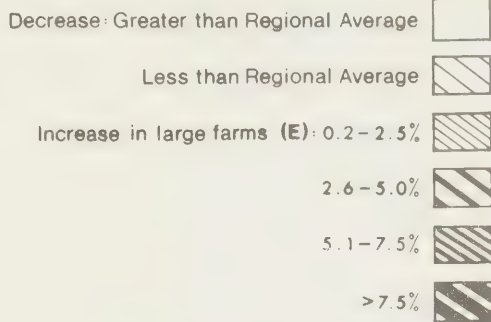 Decrease: Greater than Regional Average
Less than Regional Average
Increase in large farms (E): 0.2-2.5%
2.6-5.0%
5.1-7.5%
>7.5%